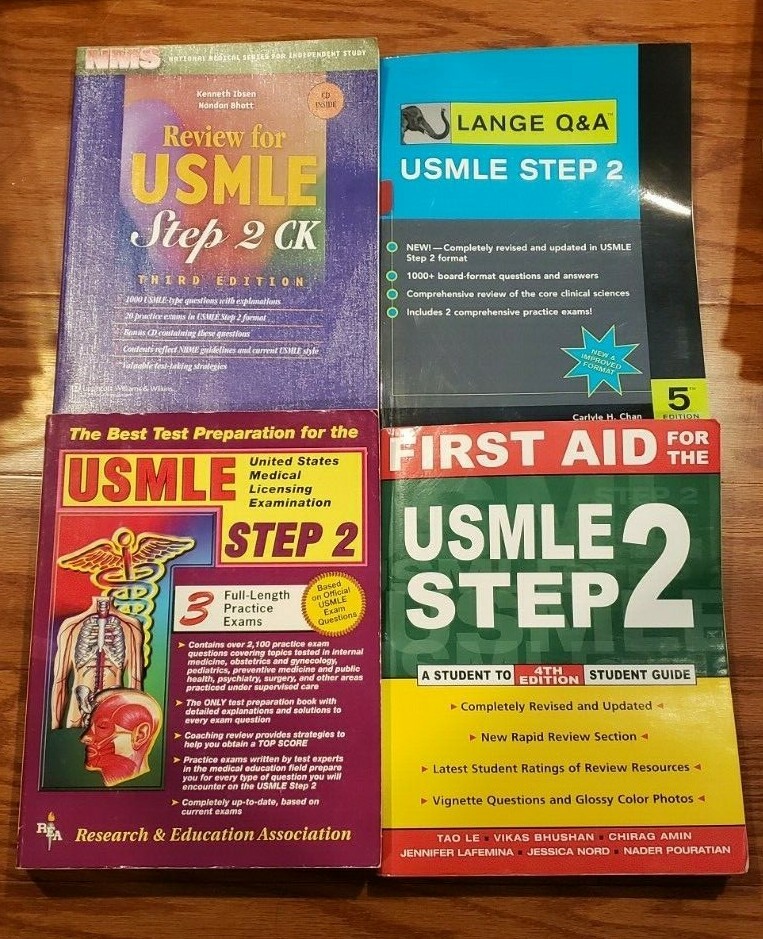 NMS NATIONAL MEDICAL SERIES FOR INDEPENDENT STUDY
Kenneth Ibsen
Nandan Bhatt
CD
INSIDE
Review for
USMLE
Step 2 CK
THIRD EDITION
1000 USMLE-type questions with explanations
20 practice exams in USMLE Step 2 format
Bonus CD containing these questions
Contents reflect NBME guidelines and current USMLE style
Valuable test-taking strategies
Lippincott Williams & Wilkins
LANGE Q&A™
USMLE STEP 2
NEW!—Completely revised and updated in USMLE
Step 2 format
1000+ board-format questions and answers
Comprehensive review of the core clinical sciences
Includes 2 comprehensive practice exams!
NEW &
IMPROVED
FORMAT
5TH
EDITION
Carlyle H. Chan
The Best Test Preparation for the
USMLE
United States
Medical
Licensing
Examination
STEP 2
3 Full-Length
Practice
Exams
Based
on Official
USMLE
Exam
Questions
Contains over 2,100 practice exam
questions covering topics tested in internal
medicine, obstetrics and gynecology,
pediatrics, preventive medicine and public
health, psychiatry, surgery, and other areas
practiced under supervised care
The ONLY test preparation book with
detailed explanations and solutions to
every exam question
Coaching review provides strategies to
help you obtain a TOP SCORE
Practice exams written by test experts
in the medical education field prepare
you for every type of question you will
encounter on the USMLE Step 2
Completely up-to-date, based on
current exams
REA Research & Education Association
FIRST AID FOR
THE
STEP 2
USMLE
STEP 2
A STUDENT TO 4TH EDITION STUDENT GUIDE
Completely Revised and Updated
New Rapid Review Section
Latest Student Ratings of Review Resources
Vignette Questions and Glossy Color Photos
TAO LE ▪ VIKAS BHUSHAN ▪ CHIRAG AMIN
JENNIFER LAFEMINA ▪ JESSICA NORD ▪ NADER POURATIAN